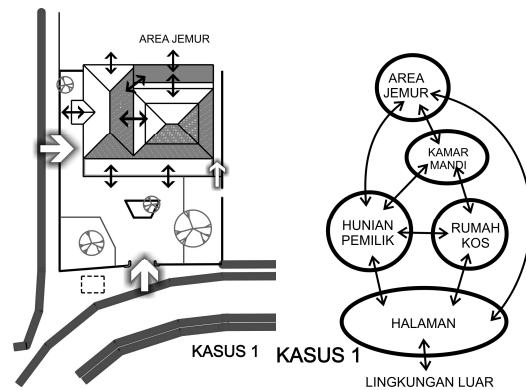 AREA JEMUR
KASUS 1
AREA
JEMUR
KAMAR
MANDI
HUNIAN
PEMILIK
RUMAH
KOS
HALAMAN
KASUS 1
LINGKUNGAN LUAR